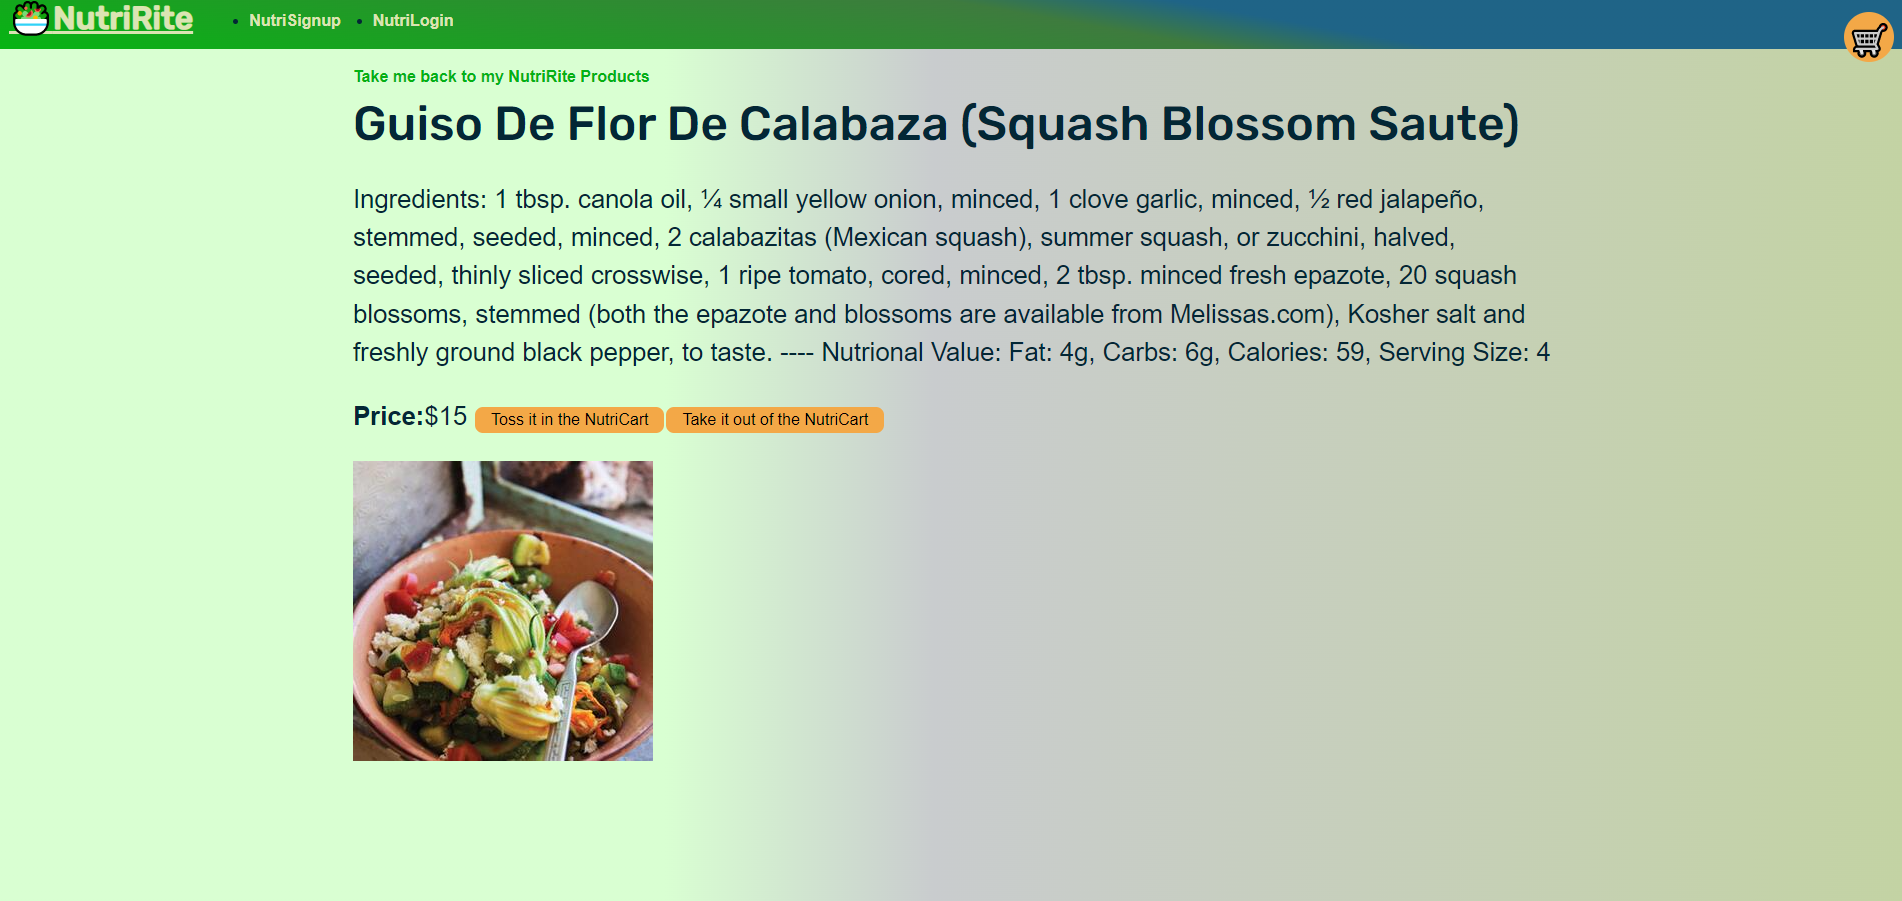 NutriRite
NutriSignup
NutriLogin
Take me back to my NutriRite Products
Guiso De Flor De Calabaza (Squash Blossom Saute)
Ingredients: 1 tbsp. canola oil, ¼ small yellow onion, minced, 1 clove garlic, minced, ½ red jalapeño,
stemmed, seeded, minced, 2 calabazitas (Mexican squash), summer squash, or zucchini, halved,
seeded, thinly sliced crosswise, 1 ripe tomato, cored, minced, 2 tbsp. minced fresh epazote, 20 squash
blossoms, stemmed (both the epazote and blossoms are available from Melissas.com), Kosher salt and
freshly ground black pepper, to taste. ---- Nutrional Value: Fat: 4g, Carbs: 6g, Calories: 59, Serving Size: 4
Price:$15 Toss it in the NutriCart Take it out of the NutriCart